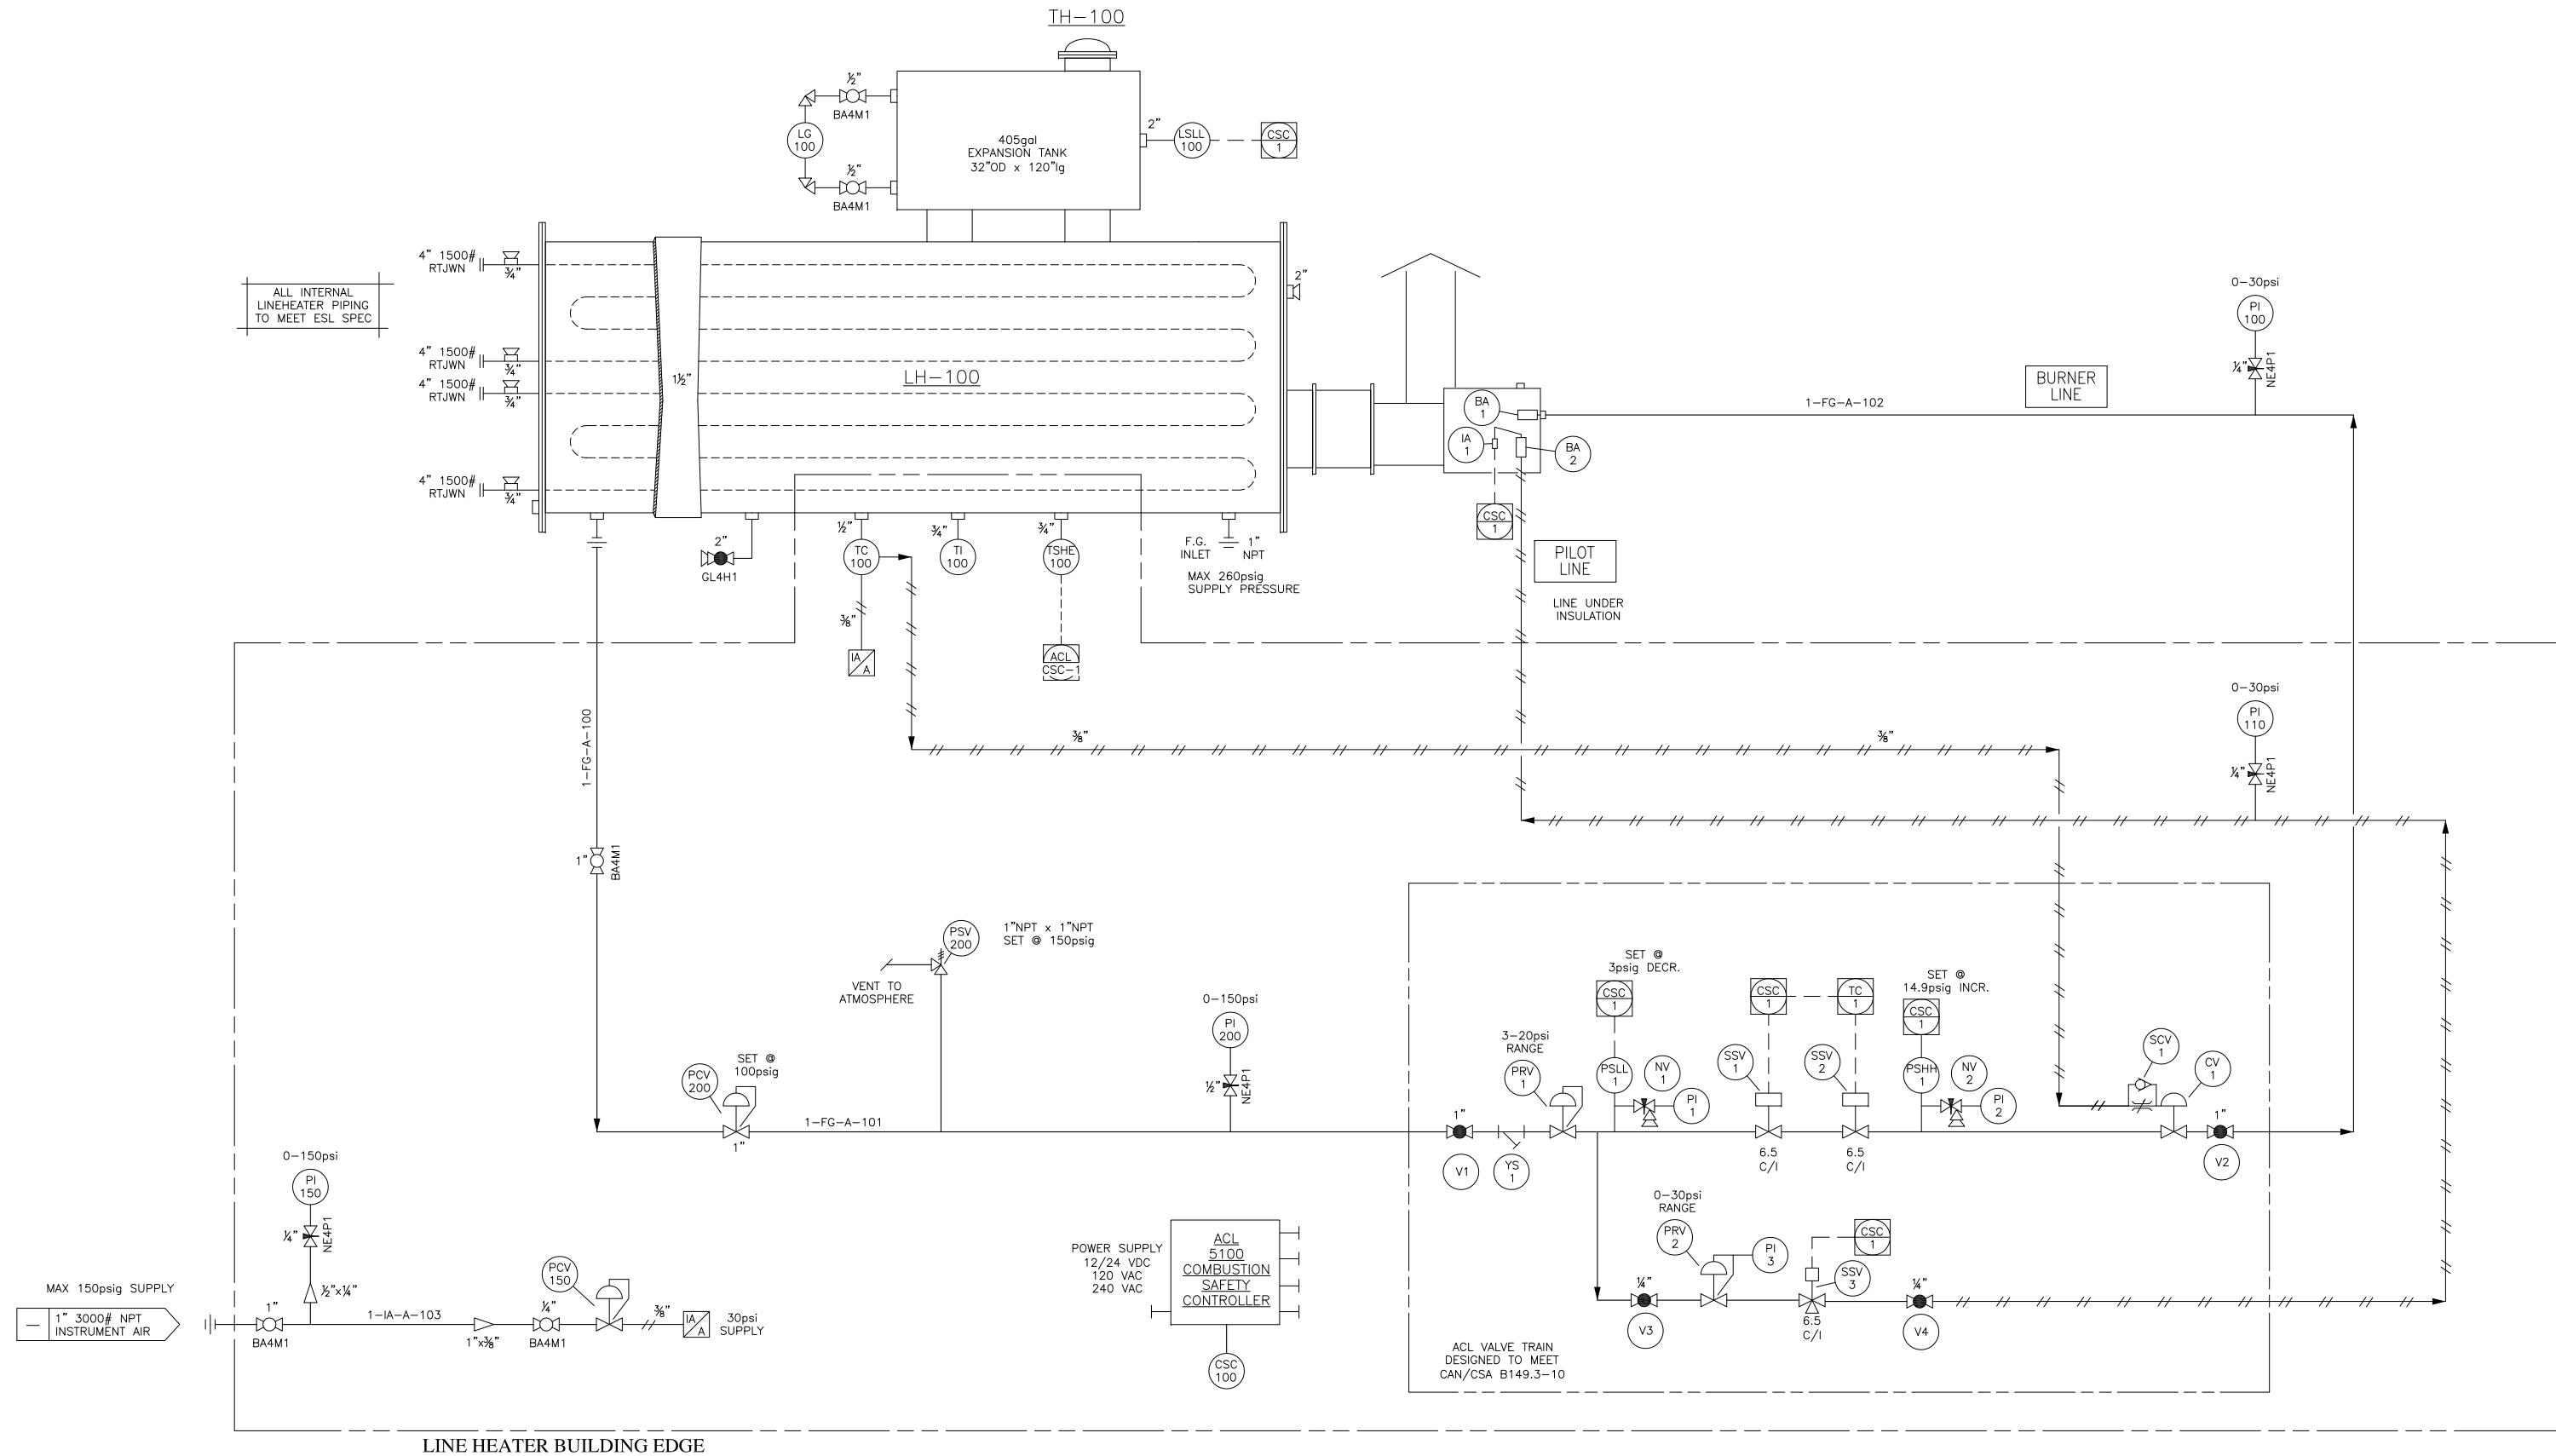 TH-100
½"
BA4M1
LG
100
½"
BA4M1
405gal
EXPANSION TANK
32"OD x 120"lg
2"
LSLL
100
CSC
1
ALL INTERNAL
LINEHEATER PIPING
TO MEET ESL SPEC
4" 1500#
RTJWN
¾"
4" 1500#
RTJWN
¾"
4" 1500#
RTJWN
¾"
4" 1500#
RTJWN
¾"
1½"
LH-100
2"
BA
1
IA
1
BA
2
CSC
1
1-FG-A-102
BURNER
LINE
0-30psi
PI
100
¼"
NE4P1
2"
GL4H1
½"
TC
100
⅜"
IA
A
¾"
TI
100
¾"
TSHE
100
ACL
CSC-1
F.G.
INLET
1"
NPT
MAX 260psig
SUPPLY PRESSURE
PILOT
LINE
LINE UNDER
INSULATION
⅜"
⅜"
0-30psi
PI
110
¼"
NE4P1
1-FG-A-100
1"
BA4M1
PSV
200
1"NPT x 1"NPT
SET @ 150psig
VENT TO
ATMOSPHERE
0-150psi
PI
200
½"
NE4P1
PCV
200
SET @
100psig
1"
1-FG-A-101
1"
V1
YS
1
3-20psi
RANGE
PRV
1
SET @
3psig DECR.
CSC
1
PSLL
1
NV
1
PI
1
CSC
1
TC
1
SSV
1
SSV
2
6.5
C/I
6.5
C/I
SET @
14.9psig INCR.
CSC
1
PSHH
1
NV
2
PI
2
SCV
1
CV
1
1"
V2
0-30psi
RANGE
PRV
2
PI
3
CSC
1
SSV
3
¼"
V3
6.5
C/I
¼"
V4
ACL VALVE TRAIN
DESIGNED TO MEET
CAN/CSA B149.3-10
POWER SUPPLY
12/24 VDC
120 VAC
240 VAC
ACL
5100
COMBUSTION
SAFETY
CONTROLLER
CSC
100
0-150psi
PI
150
¼"
NE4P1
½"x¼"
MAX 150psig SUPPLY
— 1" 3000# NPT
INSTRUMENT AIR
1"
BA4M1
1-IA-A-103
1"x⅜"
¼"
BA4M1
PCV
150
⅜"
IA
A
30psi
SUPPLY
LINE HEATER BUILDING EDGE